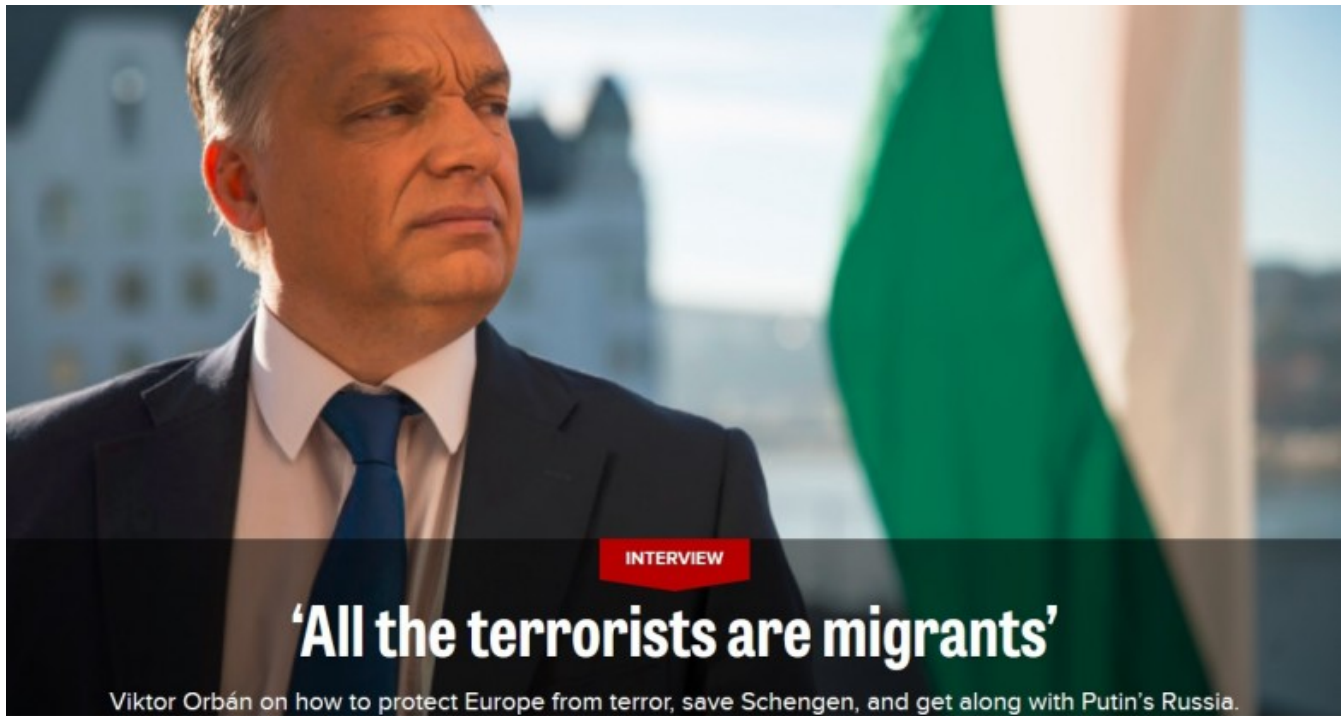 INTERVIEW
‘All the terrorists are migrants’
Viktor Orbán on how to protect Europe from terror, save Schengen, and get along with Putin’s Russia.